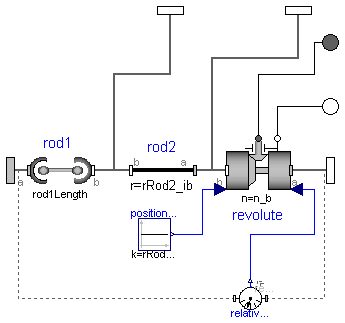 rod1
rod2
a
b
b
a
b
a
rod1Length
r=rRod2_ib
n=n_b
revolute
position...
k=rRod...
relativ...